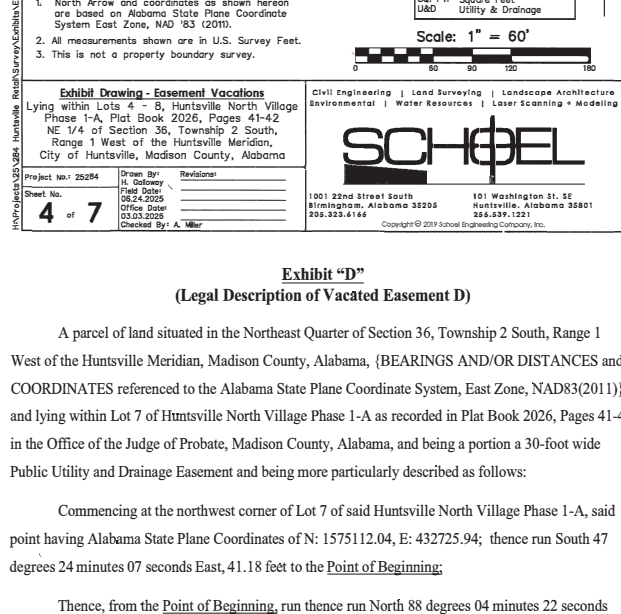 1. North Arrow and coordinates as shown hereon
are based on Alabama State Plane Coordinate
System East Zone, NAD '83 (2011).
2. All measurements shown are in U.S. Survey Feet.
3. This is not a property boundary survey.
U&D Utility & Drainage
Scale: 1" = 60'
0 60 90 120 180
H:\Projects\25\284 Huntsville Retail\Survey\Exhibits\E
Exhibit Drawing - Easement Vacations
Lying within Lots 4 - 8, Huntsville North Village
Phase 1-A, Plat Book 2026, Pages 41-42
NE 1/4 of Section 36, Township 2 South,
Range 1 West of the Huntsville Meridian,
City of Huntsville, Madison County, Alabama
Project No.: 25284
Sheet No.
4 of 7
Drawn By:
H. Galloway
Field Date:
06.24.2025
Office Date:
03.03.2026
Checked By: A. Miller
Revisions:
Civil Engineering | Land Surveying | Landscape Architecture
Environmental | Water Resources | Laser Scanning + Modeling
SCHOEL
1001 22nd Street South
Birmingham, Alabama 35205
205.323.6166
101 Washington St. SE
Huntsville, Alabama 35801
256.539.1221
Copyright © 2019 Schoel Engineering Company, Inc.
Exhibit “D”
(Legal Description of Vacated Easement D)
A parcel of land situated in the Northeast Quarter of Section 36, Township 2 South, Range 1
West of the Huntsville Meridian, Madison County, Alabama, {BEARINGS AND/OR DISTANCES and
COORDINATES referenced to the Alabama State Plane Coordinate System, East Zone, NAD83(2011)}
and lying within Lot 7 of Huntsville North Village Phase 1-A as recorded in Plat Book 2026, Pages 41-4
in the Office of the Judge of Probate, Madison County, Alabama, and being a portion a 30-foot wide
Public Utility and Drainage Easement and being more particularly described as follows:
Commencing at the northwest corner of Lot 7 of said Huntsville North Village Phase 1-A, said
point having Alabama State Plane Coordinates of N: 1575112.04, E: 432725.94; thence run South 47
degrees 24 minutes 07 seconds East, 41.18 feet to the Point of Beginning;
Thence, from the Point of Beginning, run thence run North 88 degrees 04 minutes 22 seconds